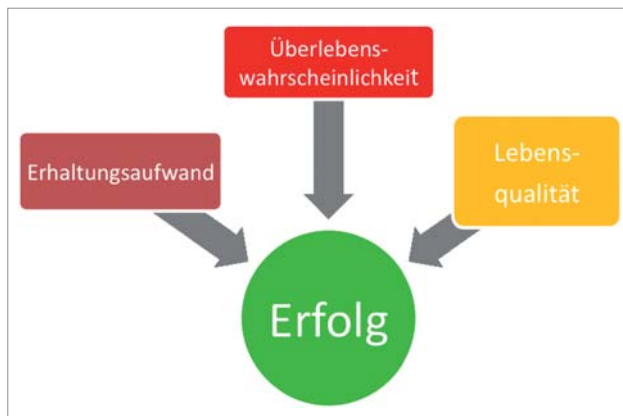 Überlebens-
wahrscheinlichkeit
Erhaltungsaufwand
Lebens-
qualität
Erfolg